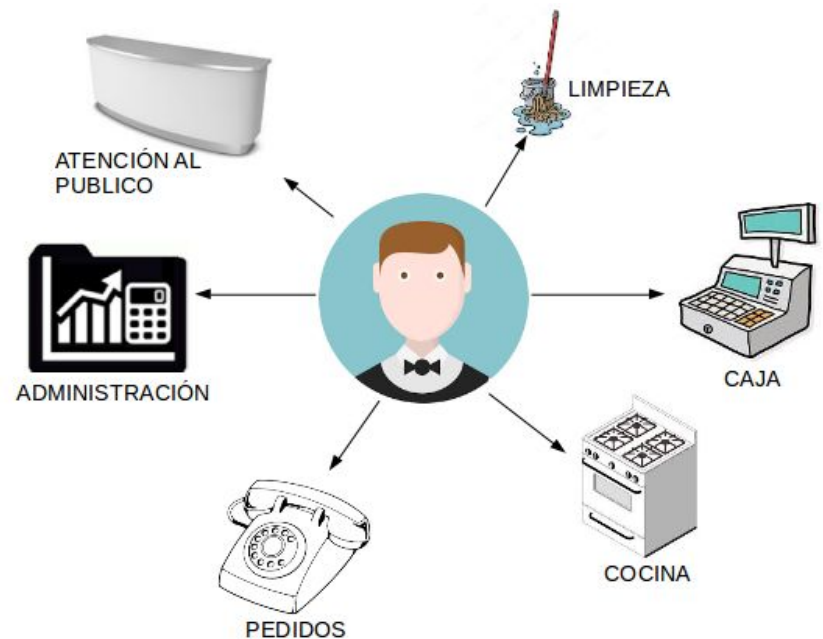 LIMPIEZA
ATENCIÓN AL
PUBLICO
ADMINISTRACIÓN
CAJA
COCINA
PEDIDOS